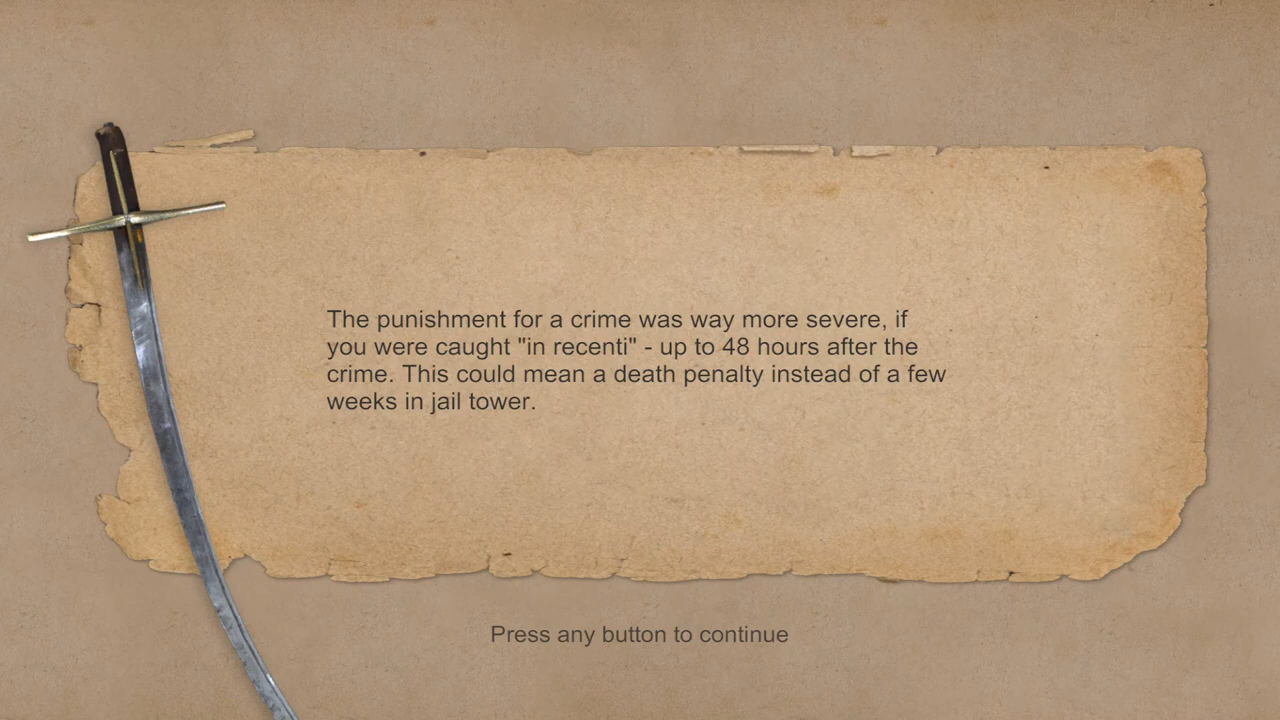 The punishment for a crime was way more severe, if
you were caught "in recenti" - up to 48 hours after the
crime. This could mean a death penalty instead of a few
weeks in jail tower.
Press any button to continue